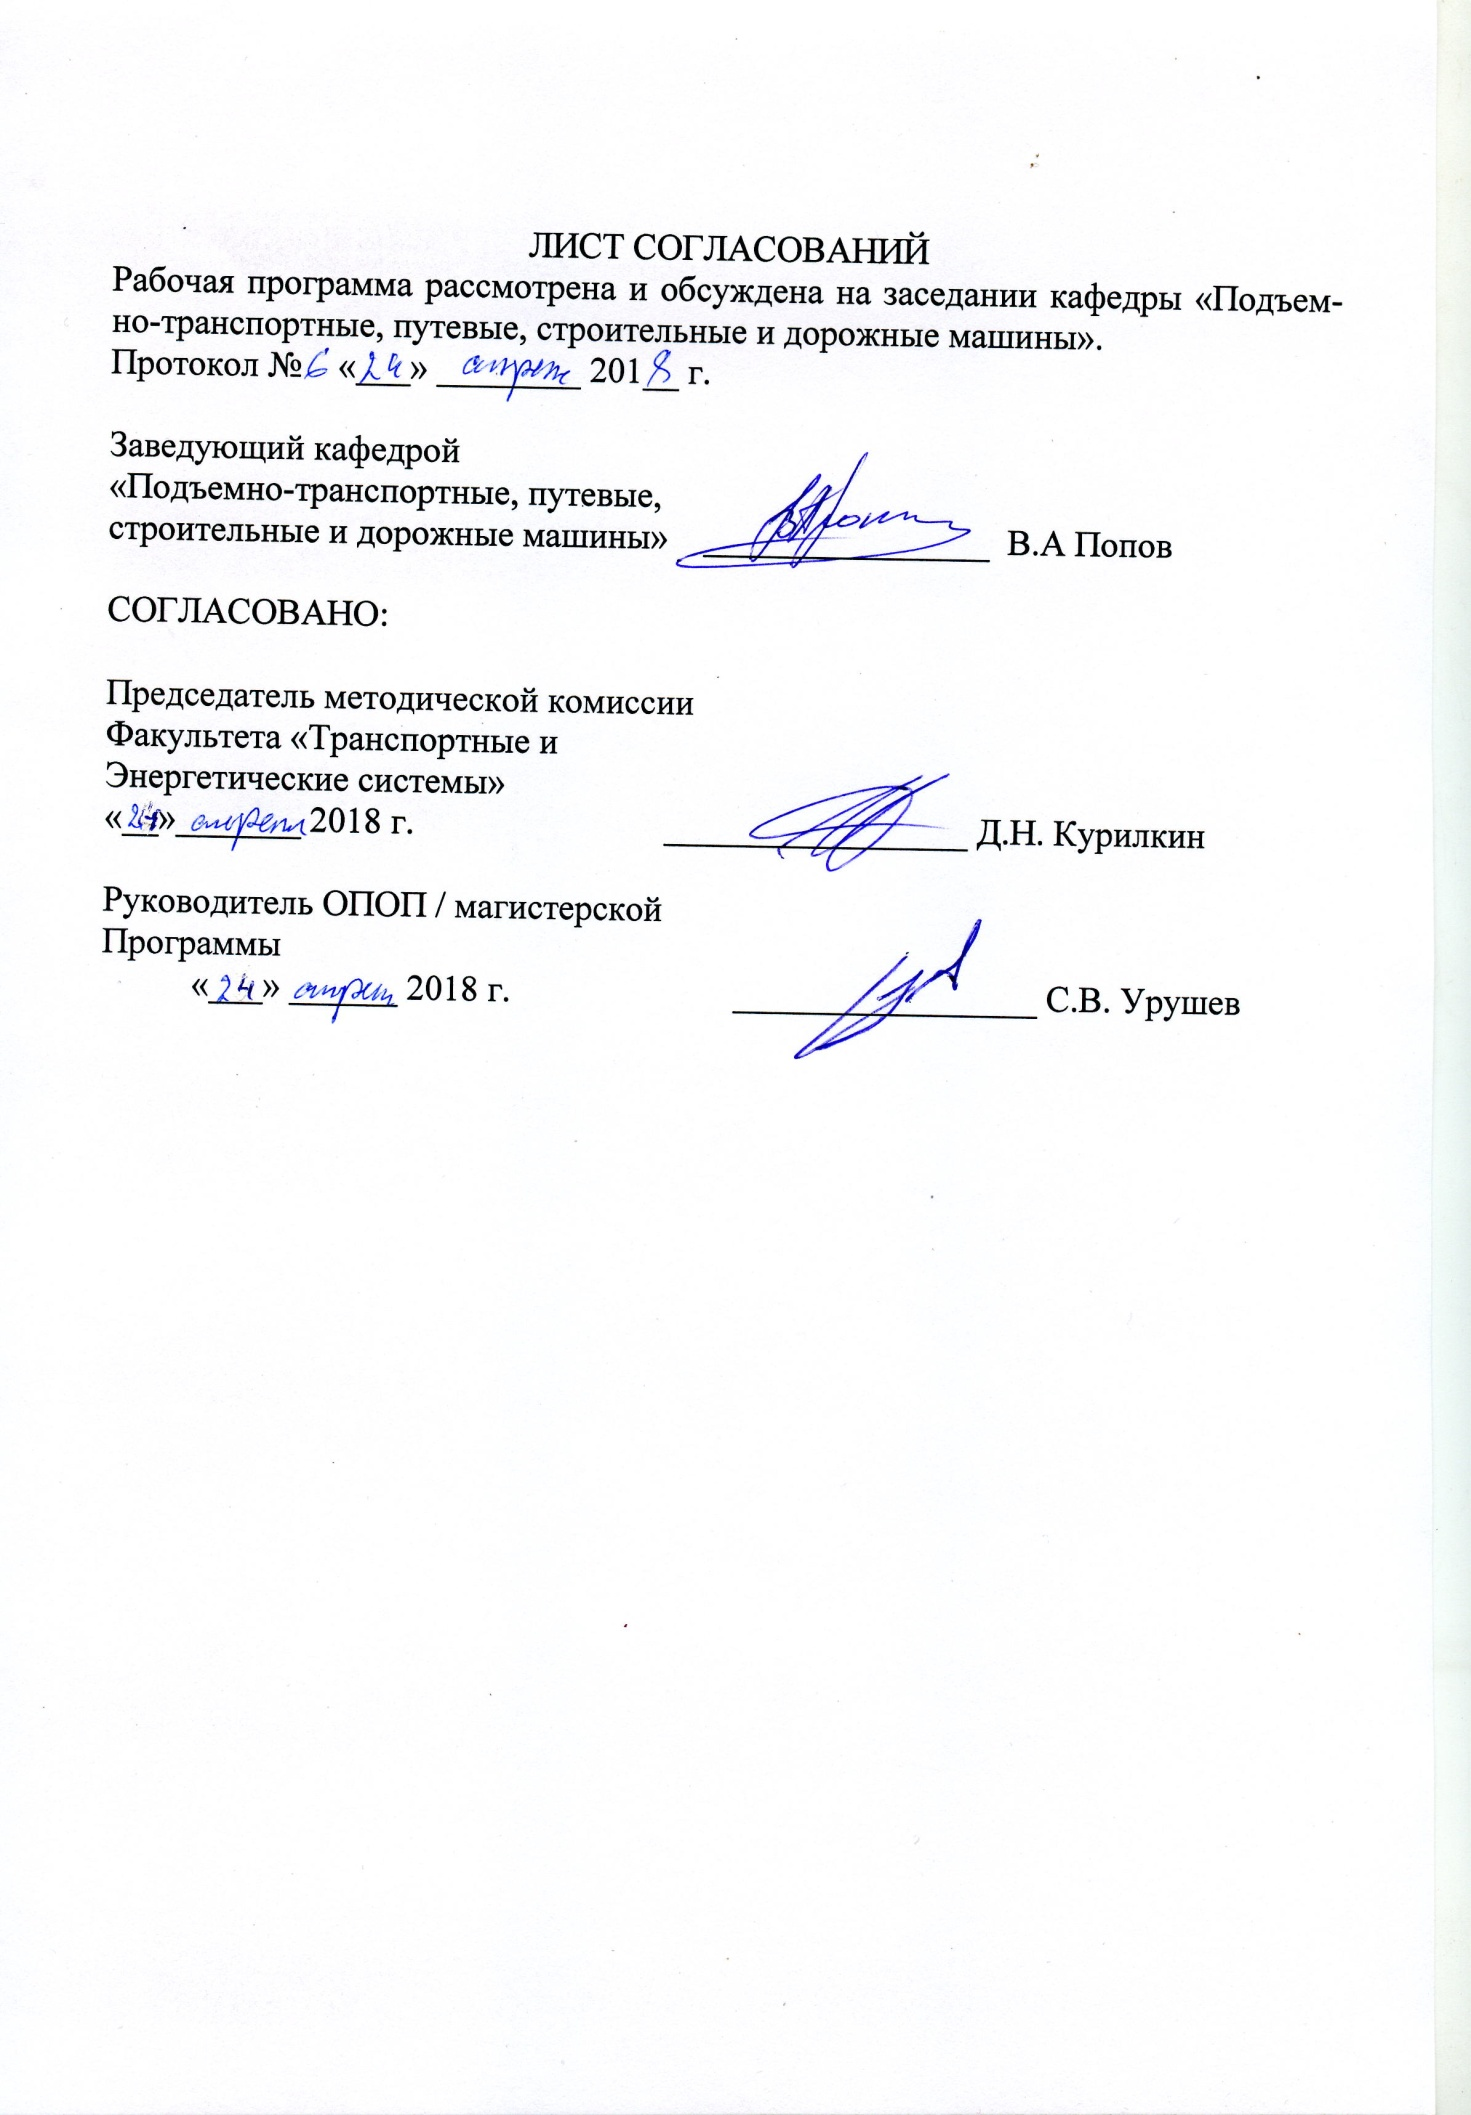 ЛИСТ СОГЛАСОВАНИЙ
Рабочая программа рассмотрена и обсуждена на заседании кафедры «Подъем-
но-транспортные, путевые, строительные и дорожные машины».
Протокол №6 «24» апреля 2018 г.
Заведующий кафедрой
«Подъемно-транспортные, путевые,
строительные и дорожные машины» В.А Попов
СОГЛАСОВАНО:
Председатель методической комиссии
Факультета «Транспортные и
Энергетические системы»
«24» апреля 2018 г. Д.Н. Курилкин
Руководитель ОПОП / магистерской
Программы
«24» апреля 2018 г. С.В. Урушев